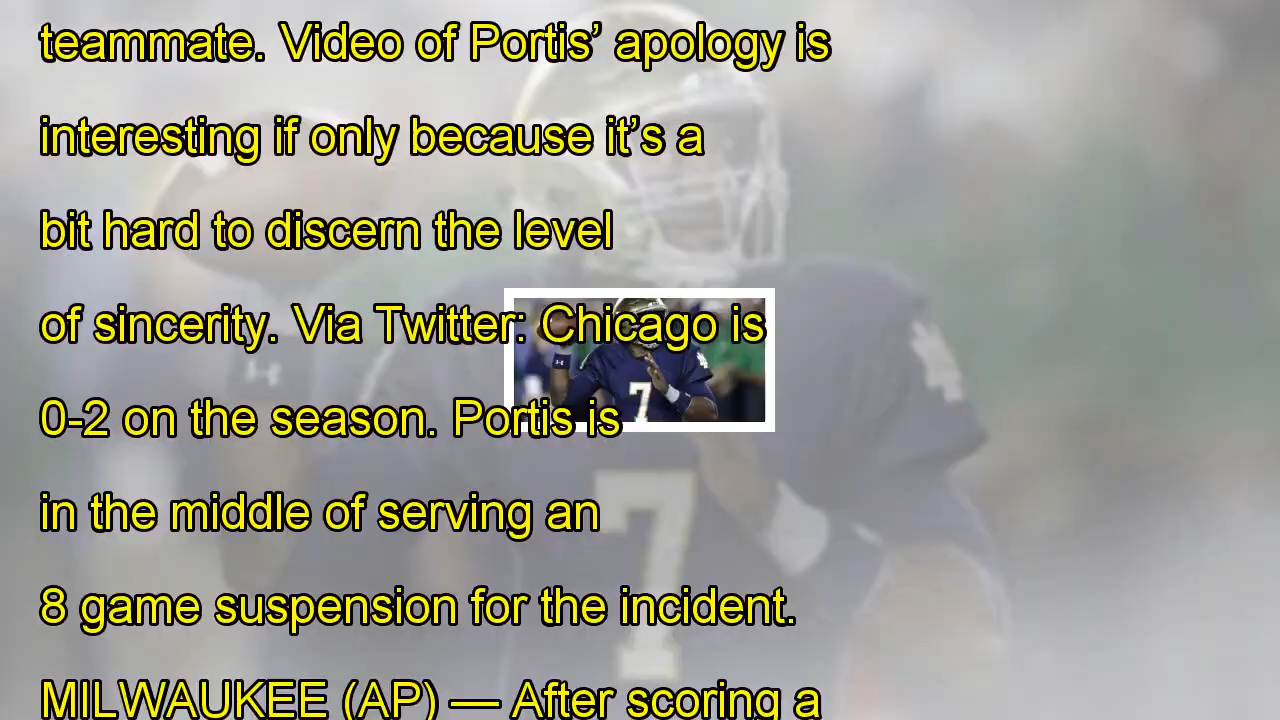 teammate. Video of Portis’ apology is
interesting if only because it’s a
bit hard to discern the level
of sincerity. Via Twitter: Chicago is
0-2 on the season. Portis is
in the middle of serving an
8 game suspension for the incident.
MILWAUKEE (AP) — After scoring a
7
7